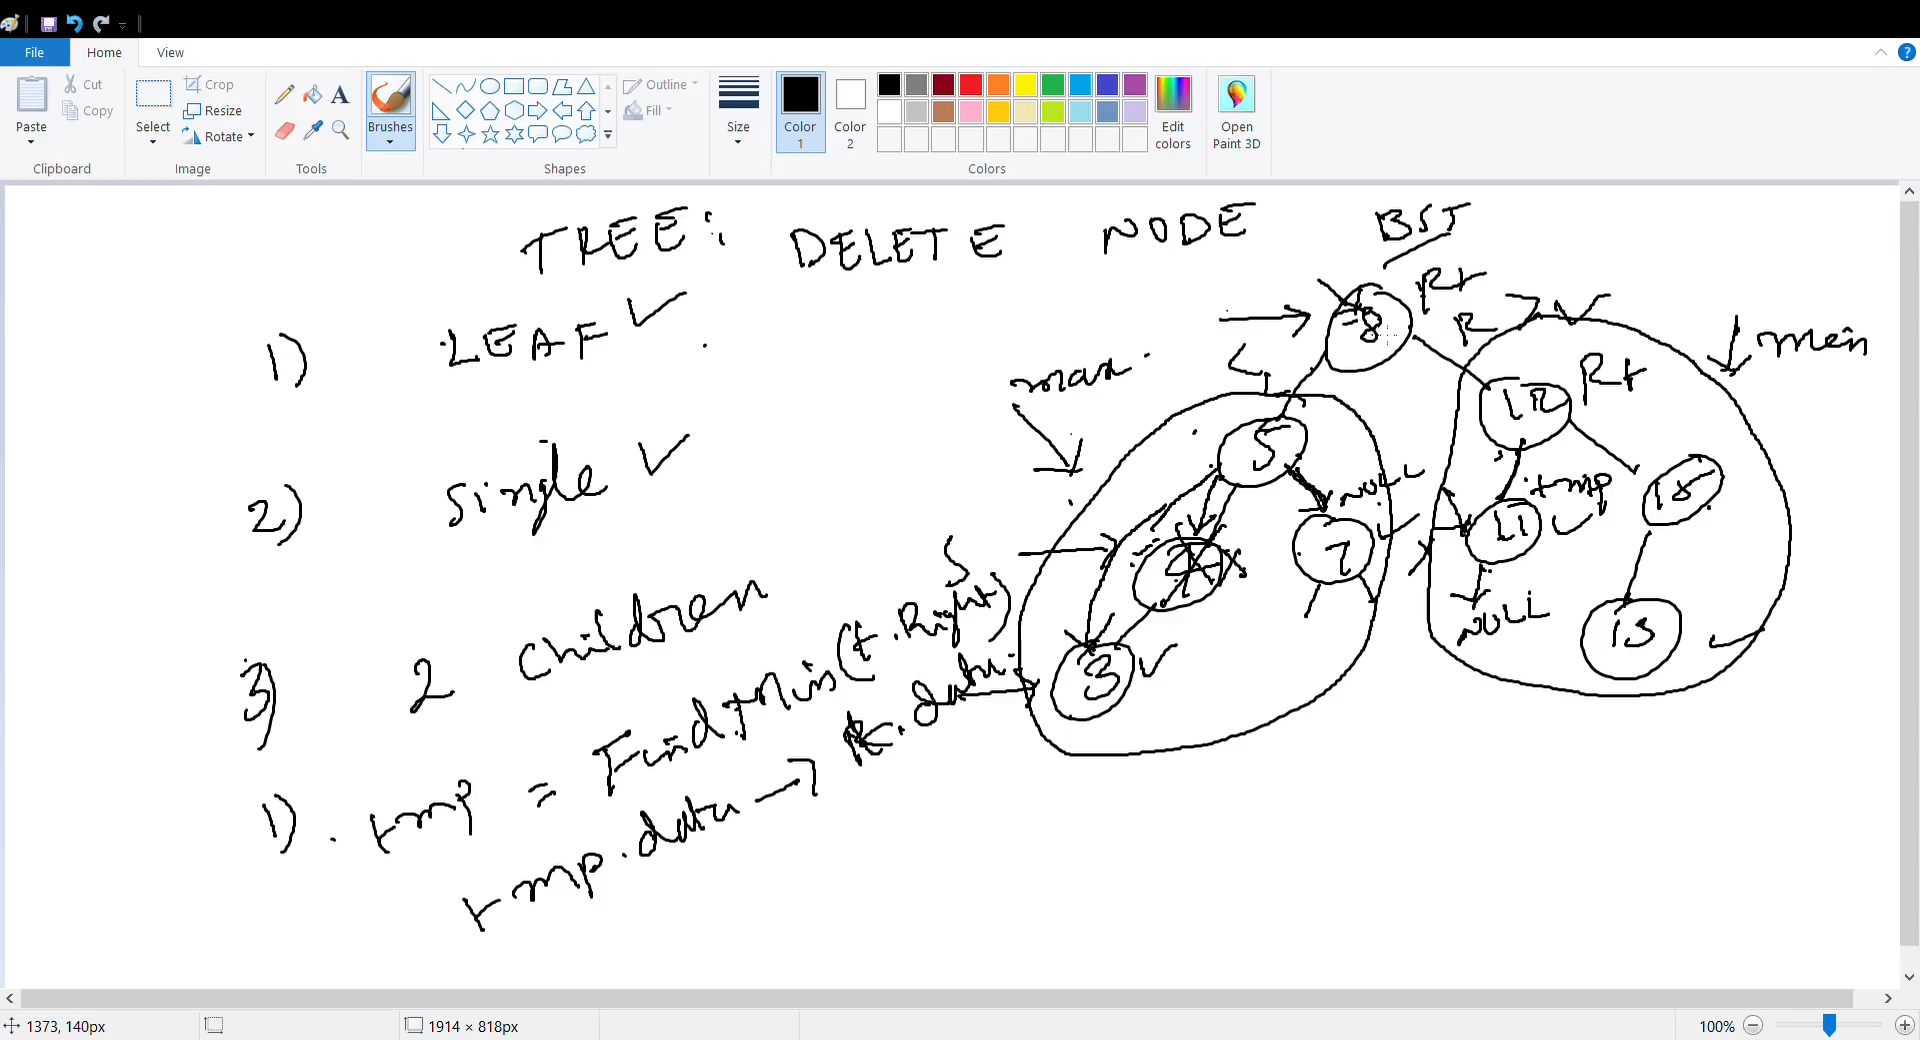 File Home View
Paste Cut Copy Clipboard
Select Crop Resize Rotate Image
Tools
Brushes
Shapes
Outline Fill
Size
Color 1 Color 2
Edit colors
Colors
Open Paint 3D
TREE: DELETE NODE BST
1) LEAF
2) single
3) 2 children
1) tmp = FindMin(t.Right)
tmp.data → t.data
8 Rt
L R
max
min
5 12 Rt
NULL
tmp
7 11 15
NULL
3 13
1373, 140px
1914 × 818px
100%